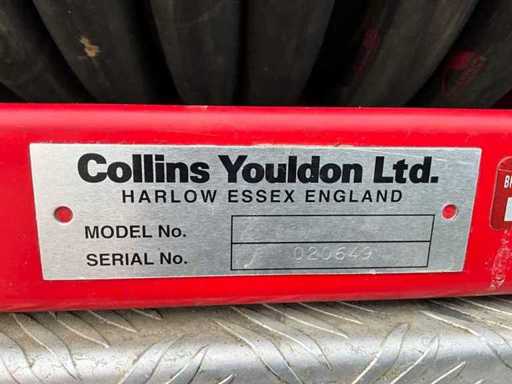 Collins Youldon Ltd.
HARLOW ESSEX ENGLAND
MODEL No.
SERIAL No. 020649